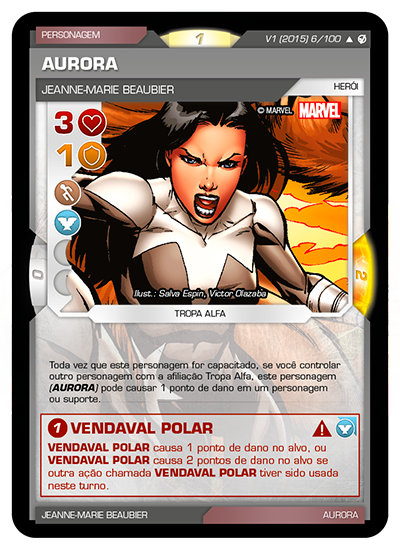 PERSONAGEM
1
V1 (2015) 6/100
AURORA
JEANNE-MARIE BEAUBIER
HERÓI
3
© MARVEL MARVEL
1
0
2
Ilust.: Salva Espin, Victor Olazaba
TROPA ALFA
Toda vez que este personagem for capacitado, se você controlar
outro personagem com a afiliação Tropa Alfa, este personagem
(AURORA) pode causar 1 ponto de dano em um personagem
ou suporte.
1 VENDAVAL POLAR
VENDAVAL POLAR causa 1 ponto de dano no alvo, ou
VENDAVAL POLAR causa 2 pontos de dano no alvo se
outra ação chamada VENDAVAL POLAR tiver sido usada
neste turno.
JEANNE-MARIE BEAUBIER
AURORA